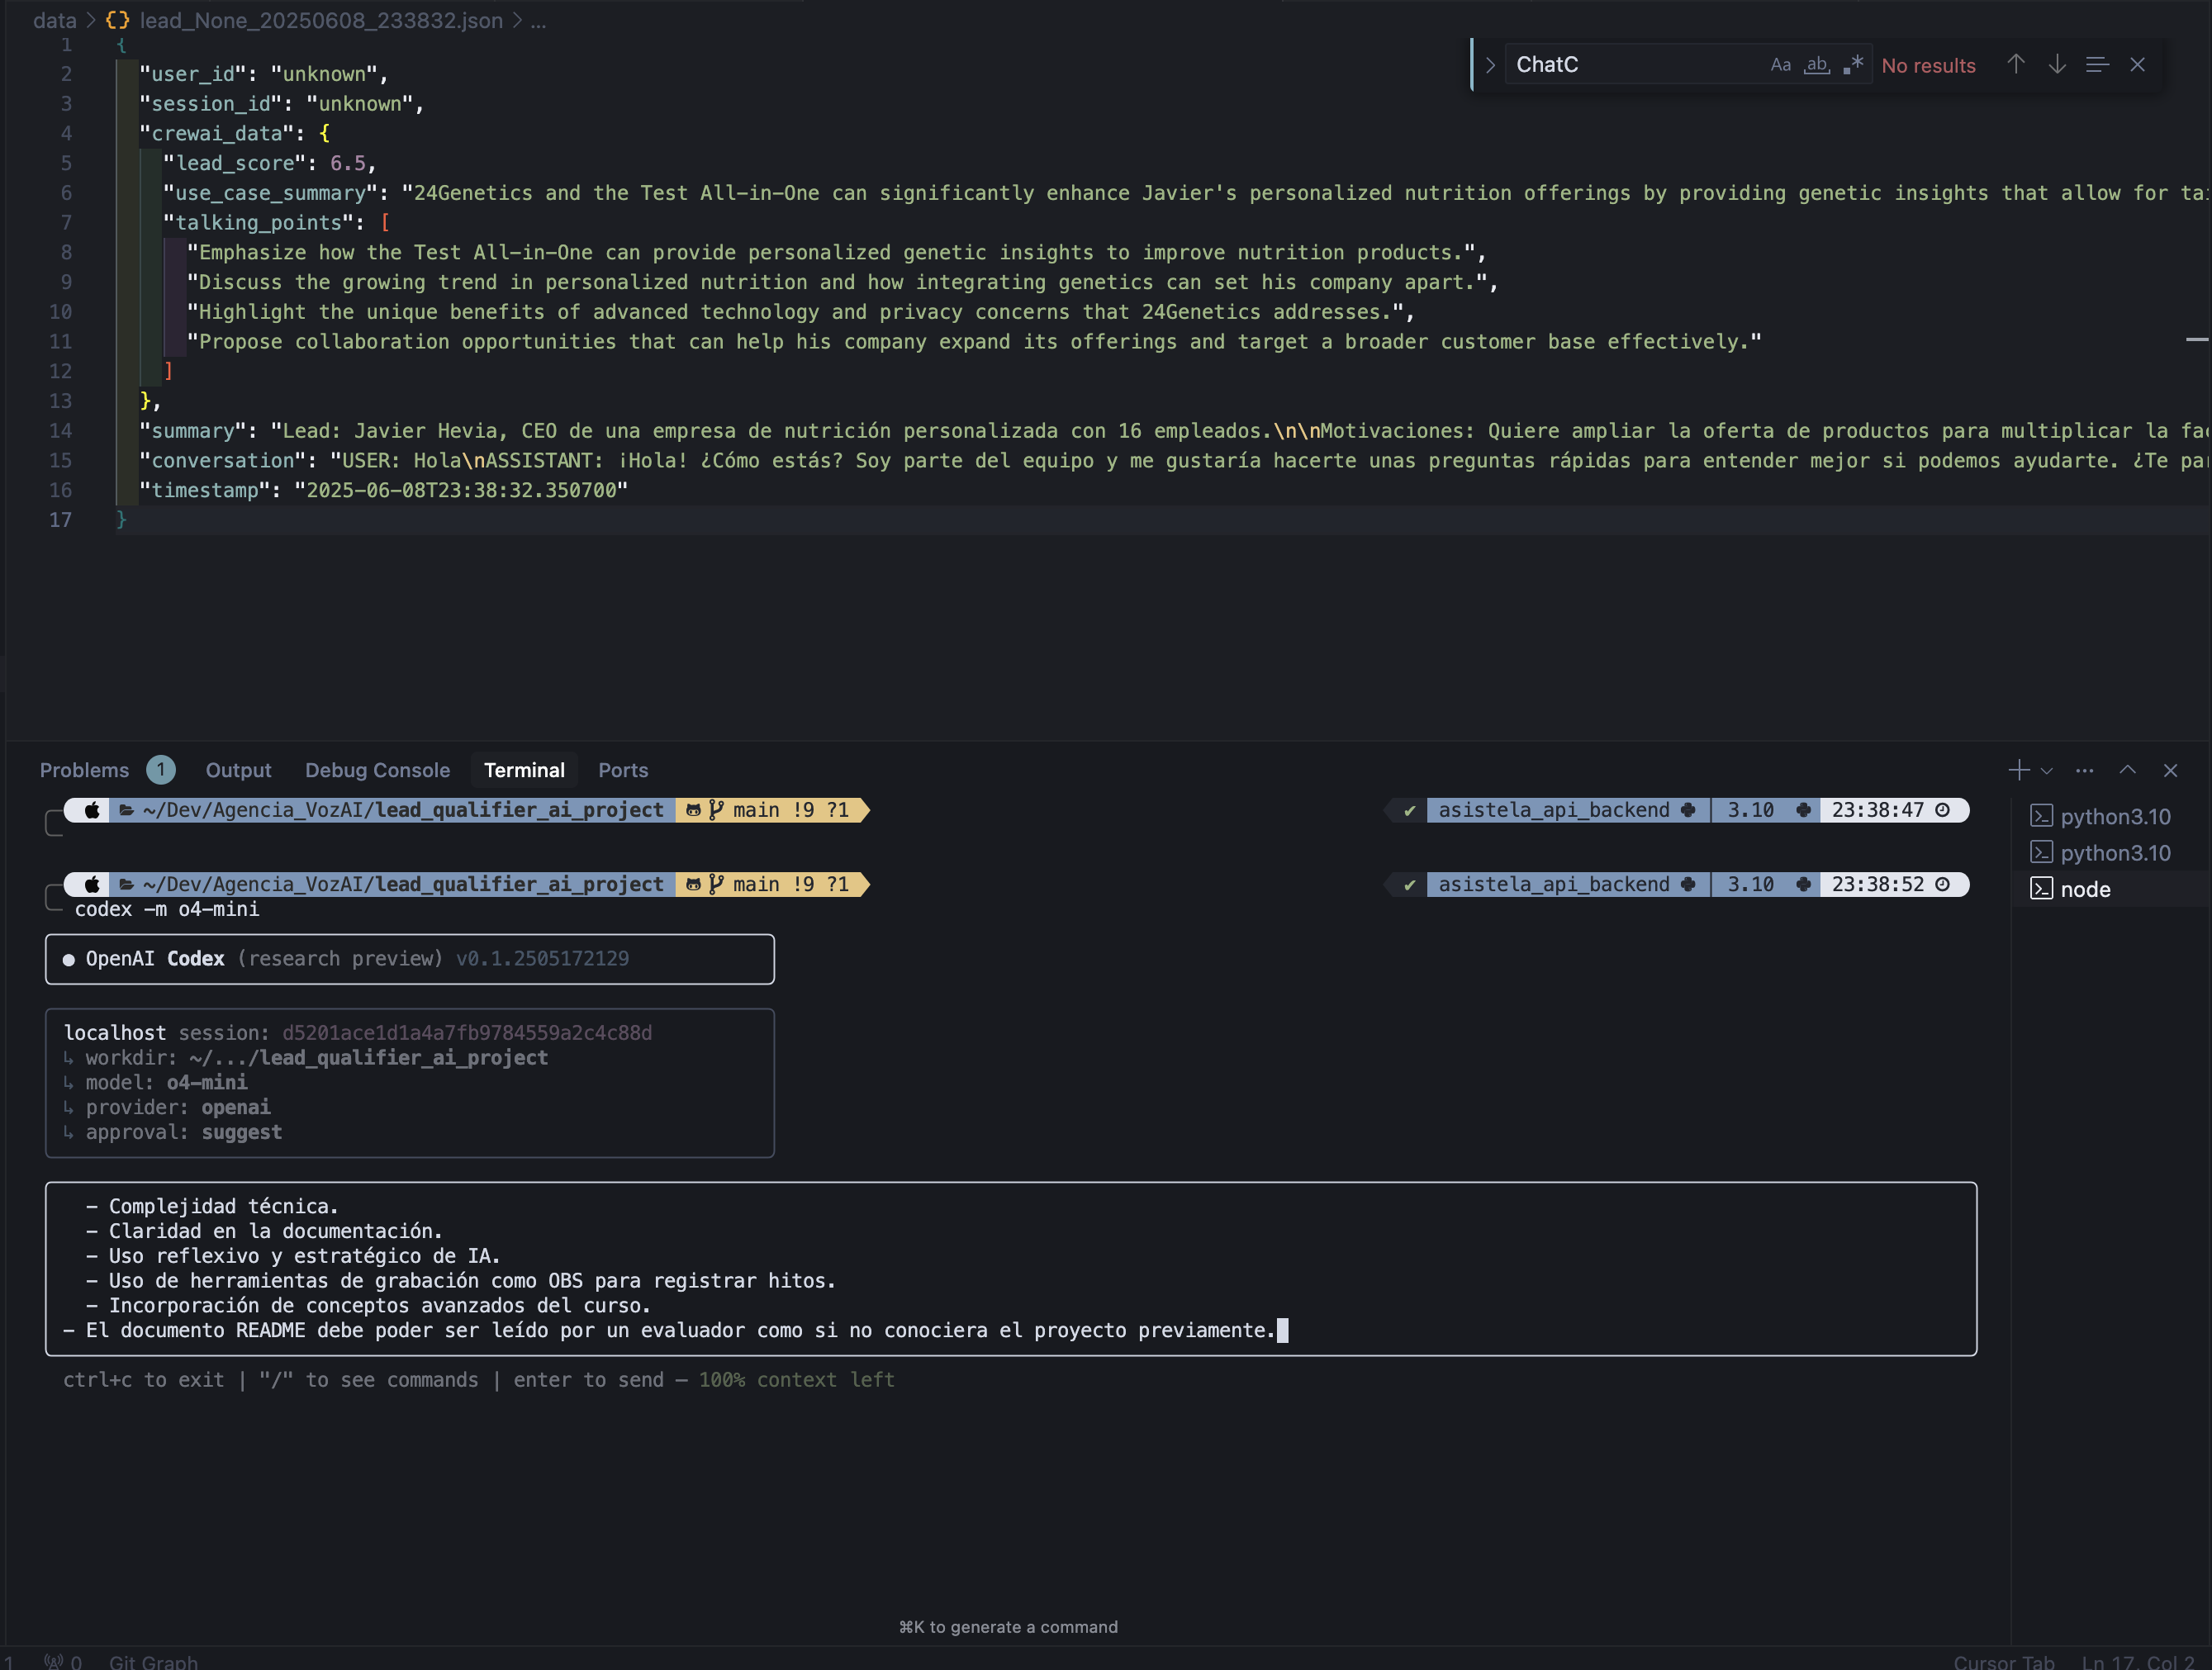 data > {} lead_None_20250608_233832.json > ...
ChatC Aa ab .* No results
1 {
2 "user_id": "unknown",
3 "session_id": "unknown",
4 "crewai_data": {
5 "lead_score": 6.5,
6 "use_case_summary": "24Genetics and the Test All-in-One can significantly enhance Javier's personalized nutrition offerings by providing genetic insights that allow for ta
7 "talking_points": [
8 "Emphasize how the Test All-in-One can provide personalized genetic insights to improve nutrition products.",
9 "Discuss the growing trend in personalized nutrition and how integrating genetics can set his company apart.",
10 "Highlight the unique benefits of advanced technology and privacy concerns that 24Genetics addresses.",
11 "Propose collaboration opportunities that can help his company expand its offerings and target a broader customer base effectively."
12 ]
13 },
14 "summary": "Lead: Javier Hevia, CEO de una empresa de nutrición personalizada con 16 empleados.\n\nMotivaciones: Quiere ampliar la oferta de productos para multiplicar la fa
15 "conversation": "USER: Hola\nASSISTANT: ¡Hola! ¿Cómo estás? Soy parte del equipo y me gustaría hacerte unas preguntas rápidas para entender mejor si podemos ayudarte. ¿Te pa
16 "timestamp": "2025-06-08T23:38:32.350700"
17 }
Problems 1 Output Debug Console Terminal Ports
~/Dev/Agencia_VozAI/lead_qualifier_ai_project main !9 ?1 ✔ asistela_api_backend 3.10 23:38:47
~/Dev/Agencia_VozAI/lead_qualifier_ai_project main !9 ?1 ✔ asistela_api_backend 3.10 23:38:52
codex -m o4-mini
python3.10
python3.10
node
● OpenAI Codex (research preview) v0.1.2505172129
localhost session: d5201ace1d1a4a7fb9784559a2c4c88d
↳ workdir: ~/.../lead_qualifier_ai_project
↳ model: o4-mini
↳ provider: openai
↳ approval: suggest
– Complejidad técnica.
– Claridad en la documentación.
– Uso reflexivo y estratégico de IA.
– Uso de herramientas de grabación como OBS para registrar hitos.
– Incorporación de conceptos avanzados del curso.
– El documento README debe poder ser leído por un evaluador como si no conociera el proyecto previamente.
ctrl+c to exit | "/" to see commands | enter to send — 100% context left
⌘K to generate a command
1 0 Git Graph Cursor Tab Ln 17, Col 2